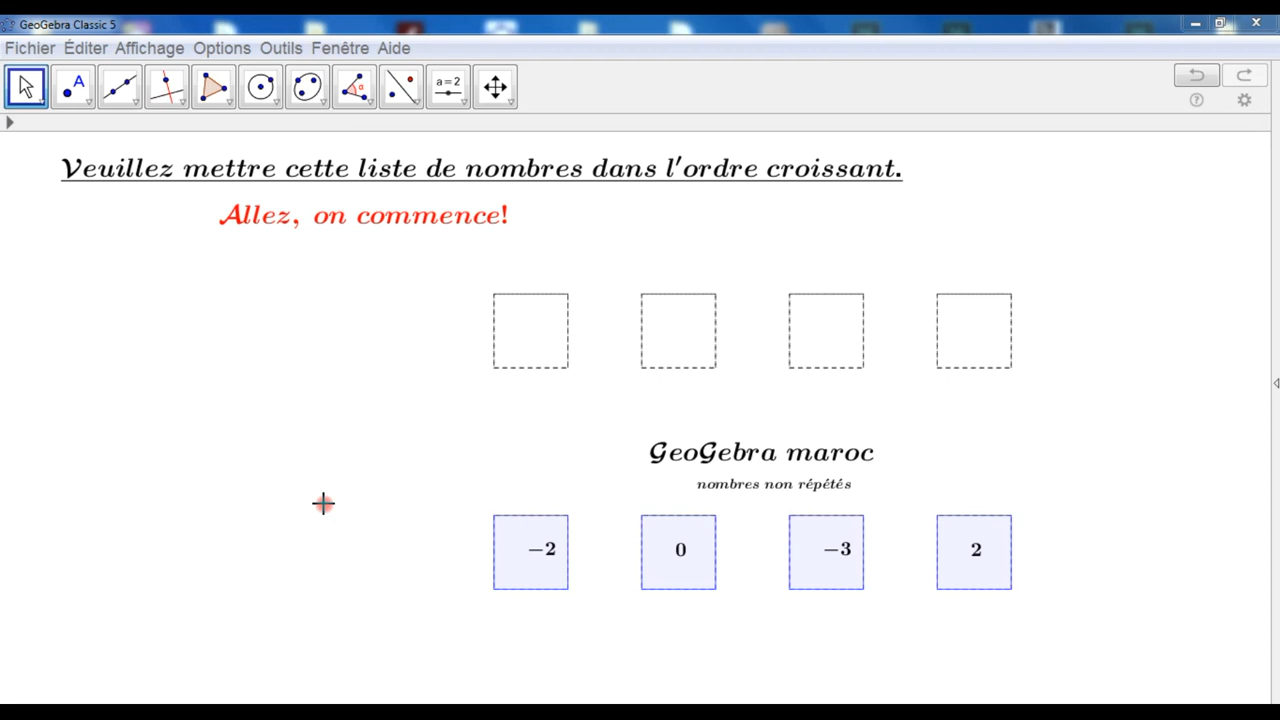 GeoGebra Classic 5
Fichier Éditer Affichage Options Outils Fenêtre Aide
A
α
a=2
Veuillez mettre cette liste de nombres dans l'ordre croissant.
Allez, on commence!
GeoGebra maroc
nombres non répétés
−2 0 −3 2